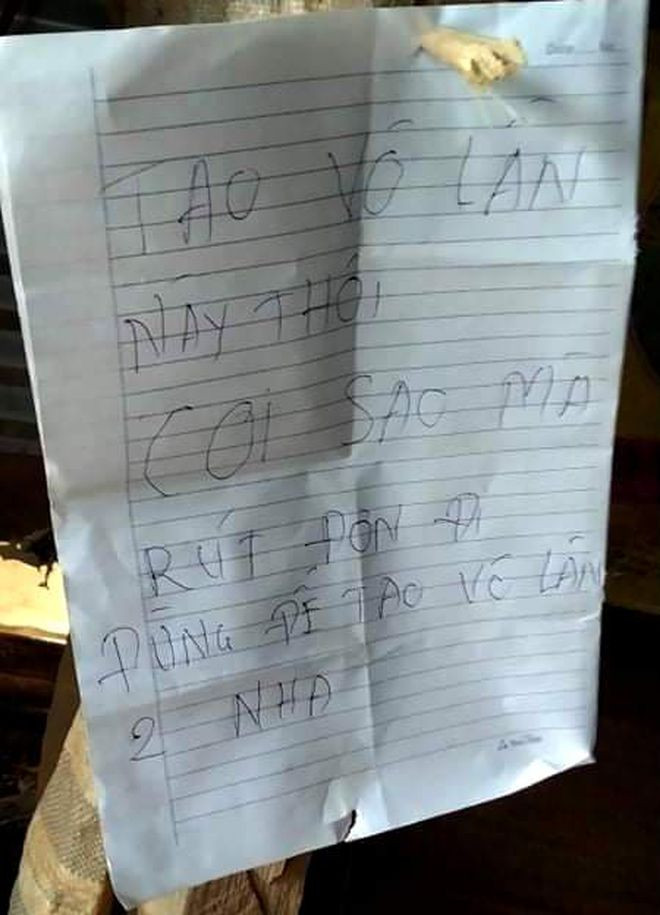 TAO VÔ LẦN
NÀY THÔI
COI SAO MÀ
RÚT ĐƠN ĐI
ĐỪNG ĐỂ TAO VÔ LẦN
2 NHA